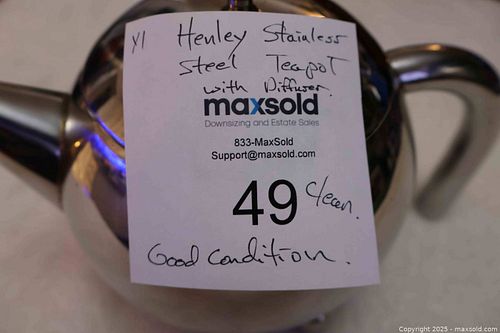 X1 Henley Stainless
Steel Teapot
with Diffuser.
maxsold
Downsizing and Estate Sales
833-MaxSold
Support@maxsold.com
49 Clean.
Good Condition.
Copyright 2025 - maxsold.com